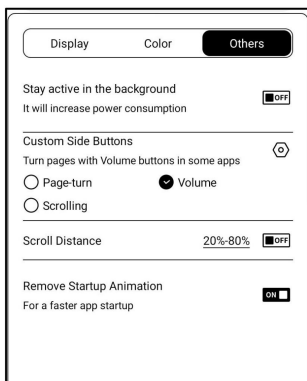 Display Color Others
Stay active in the background
OFF
It will increase power consumption
Custom Side Buttons
Turn pages with Volume buttons in some apps
Page-turn Volume
Scrolling
Scroll Distance 20%-80% OFF
Remove Startup Animation
ON
For a faster app startup